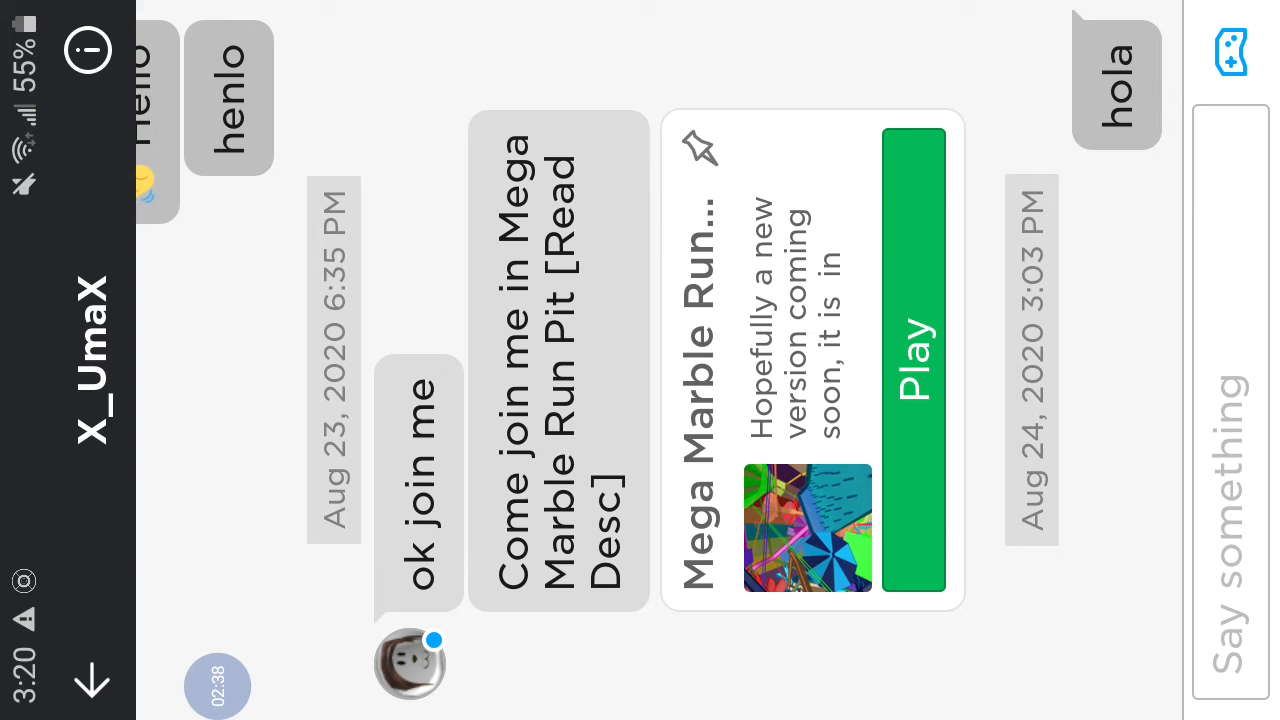 3:20
55%
X_UmaX
Hello
henlo
02:38
Aug 23, 2020 6:35 PM
ok join me
Come join me in Mega
Marble Run Pit [Read
Desc]
Mega Marble Run...
Hopefully a new
version coming
soon, it is in
Play
Aug 24, 2020 3:03 PM
hola
Say something